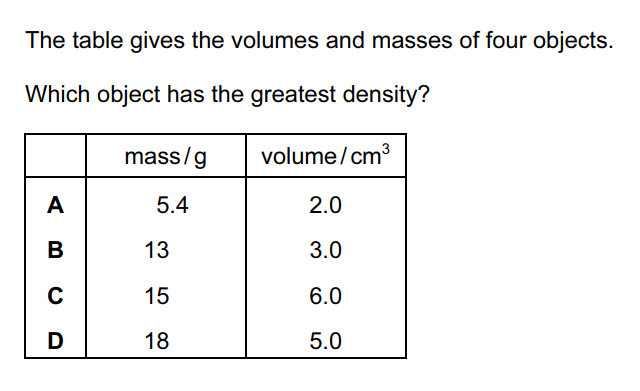 The table gives the volumes and masses of four objects.
Which object has the greatest density?
mass/g volume/cm³
A 5.4 2.0
B 13 3.0
C 15 6.0
D 18 5.0